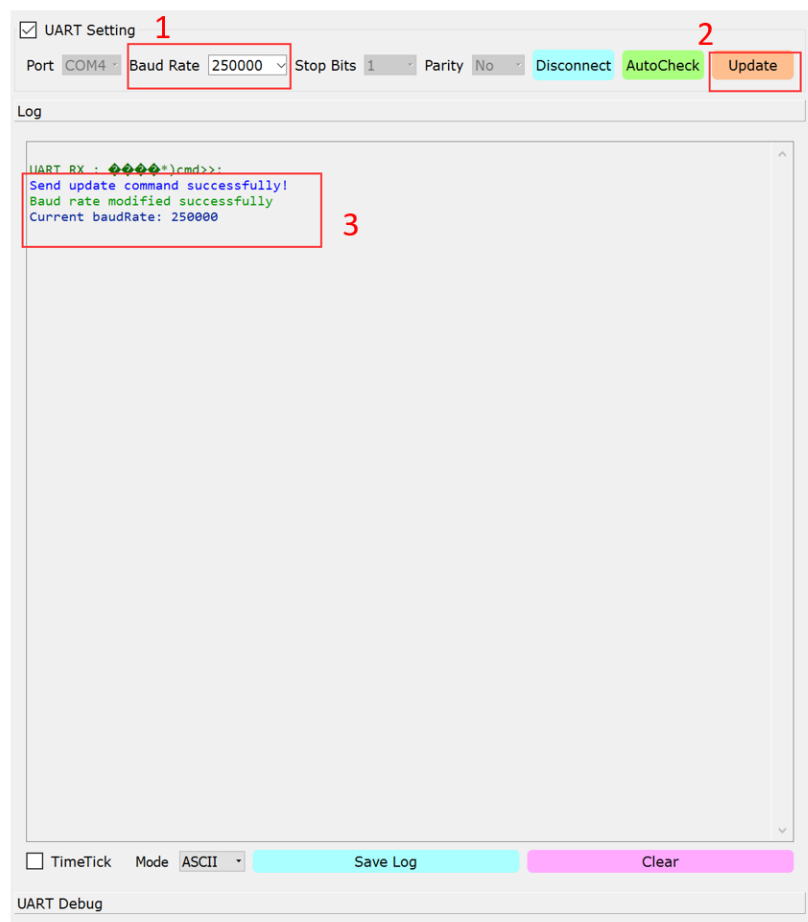 UART Setting 1
2
Port COM4 Baud Rate 250000 Stop Bits 1 Parity No Disconnect AutoCheck Update
Log
UART RX : ����*)cmd>>:
Send update command successfully!
Baud rate modified successfully
Current baudRate: 250000
3
TimeTick Mode ASCII Save Log Clear
UART Debug